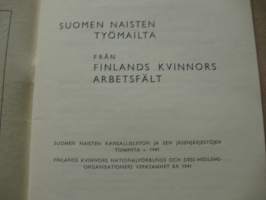 SUOMEN NAISTEN
TYÖMAILTA
FRÅN
FINLANDS KVINNORS
ARBETSFÄLT
SUOMEN NAISTEN KANSALLISLIITON JA SEN JÄSENJÄRJESTÖJEN
TOIMINTA v. 1941
FINLANDS KVINNORS NATIONALFÖRBUNDS OCH DESS MEDLEMS-
ORGANISATIONERS VERKSAMHET ÅR 1941